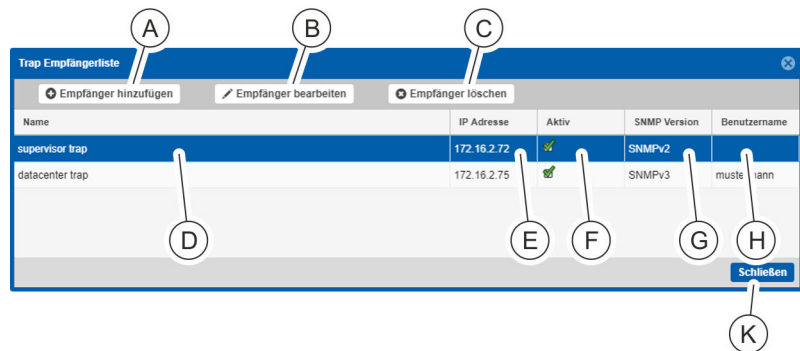 A B C
Trap Empfängerliste
Empfänger hinzufügen Empfänger bearbeiten Empfänger löschen
Name IP Adresse Aktiv SNMP Version Benutzername
supervisor trap 172.16.2.72 SNMPv2
datacenter trap 172.16.2.75 SNMPv3
D E F G H
Schließen
K